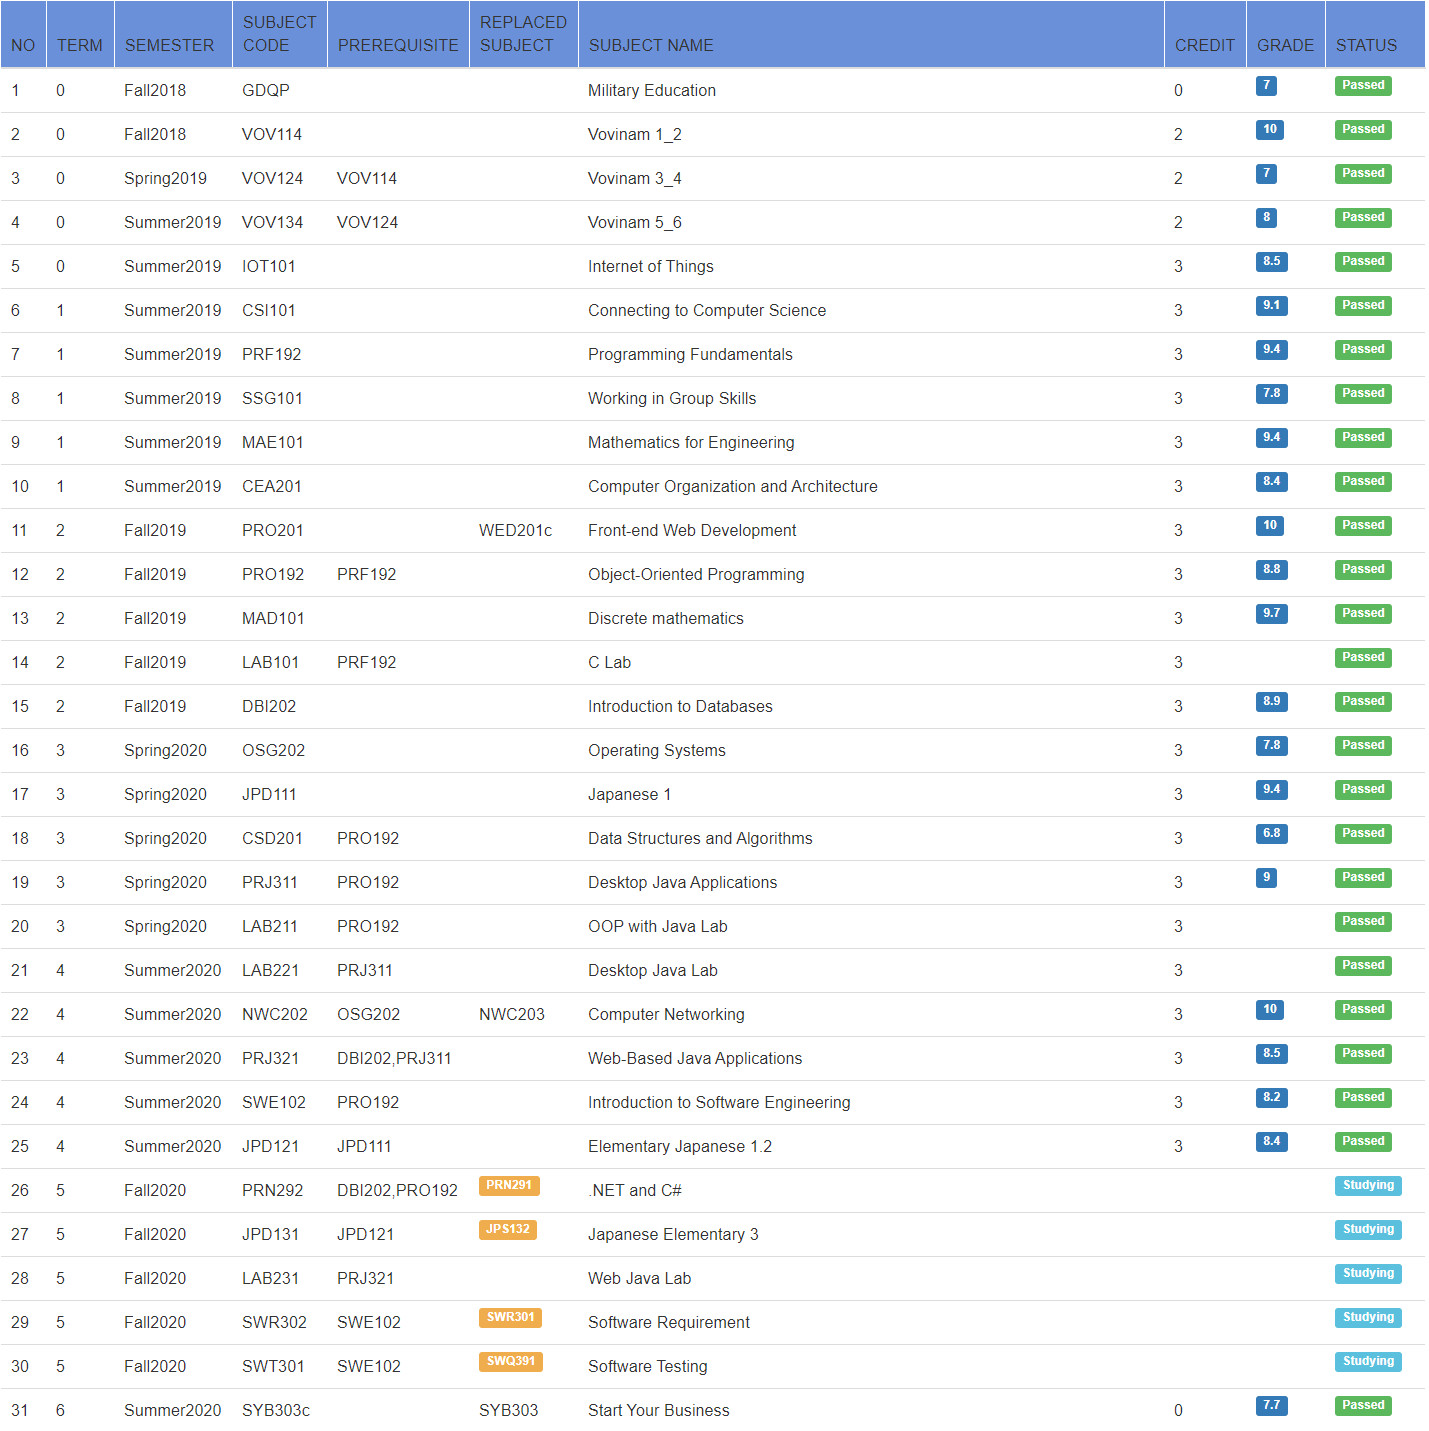 NO TERM SEMESTER SUBJECT CODE PREREQUISITE REPLACED SUBJECT SUBJECT NAME CREDIT GRADE STATUS
1 0 Fall2018 GDQP Military Education 0 7 Passed
2 0 Fall2018 VOV114 Vovinam 1_2 2 10 Passed
3 0 Spring2019 VOV124 VOV114 Vovinam 3_4 2 7 Passed
4 0 Summer2019 VOV134 VOV124 Vovinam 5_6 2 8 Passed
5 0 Summer2019 IOT101 Internet of Things 3 8.5 Passed
6 1 Summer2019 CSI101 Connecting to Computer Science 3 9.1 Passed
7 1 Summer2019 PRF192 Programming Fundamentals 3 9.4 Passed
8 1 Summer2019 SSG101 Working in Group Skills 3 7.8 Passed
9 1 Summer2019 MAE101 Mathematics for Engineering 3 9.4 Passed
10 1 Summer2019 CEA201 Computer Organization and Architecture 3 8.4 Passed
11 2 Fall2019 PRO201 WED201c Front-end Web Development 3 10 Passed
12 2 Fall2019 PRO192 PRF192 Object-Oriented Programming 3 8.8 Passed
13 2 Fall2019 MAD101 Discrete mathematics 3 9.7 Passed
14 2 Fall2019 LAB101 PRF192 C Lab 3 Passed
15 2 Fall2019 DBI202 Introduction to Databases 3 8.9 Passed
16 3 Spring2020 OSG202 Operating Systems 3 7.8 Passed
17 3 Spring2020 JPD111 Japanese 1 3 9.4 Passed
18 3 Spring2020 CSD201 PRO192 Data Structures and Algorithms 3 6.8 Passed
19 3 Spring2020 PRJ311 PRO192 Desktop Java Applications 3 9 Passed
20 3 Spring2020 LAB211 PRO192 OOP with Java Lab 3 Passed
21 4 Summer2020 LAB221 PRJ311 Desktop Java Lab 3 Passed
22 4 Summer2020 NWC202 OSG202 NWC203 Computer Networking 3 10 Passed
23 4 Summer2020 PRJ321 DBI202,PRJ311 Web-Based Java Applications 3 8.5 Passed
24 4 Summer2020 SWE102 PRO192 Introduction to Software Engineering 3 8.2 Passed
25 4 Summer2020 JPD121 JPD111 Elementary Japanese 1.2 3 8.4 Passed
26 5 Fall2020 PRN292 DBI202,PRO192 PRN291 .NET and C# Studying
27 5 Fall2020 JPD131 JPD121 JPS132 Japanese Elementary 3 Studying
28 5 Fall2020 LAB231 PRJ321 Web Java Lab Studying
29 5 Fall2020 SWR302 SWE102 SWR301 Software Requirement Studying
30 5 Fall2020 SWT301 SWE102 SWQ391 Software Testing Studying
31 6 Summer2020 SYB303c SYB303 Start Your Business 0 7.7 Passed